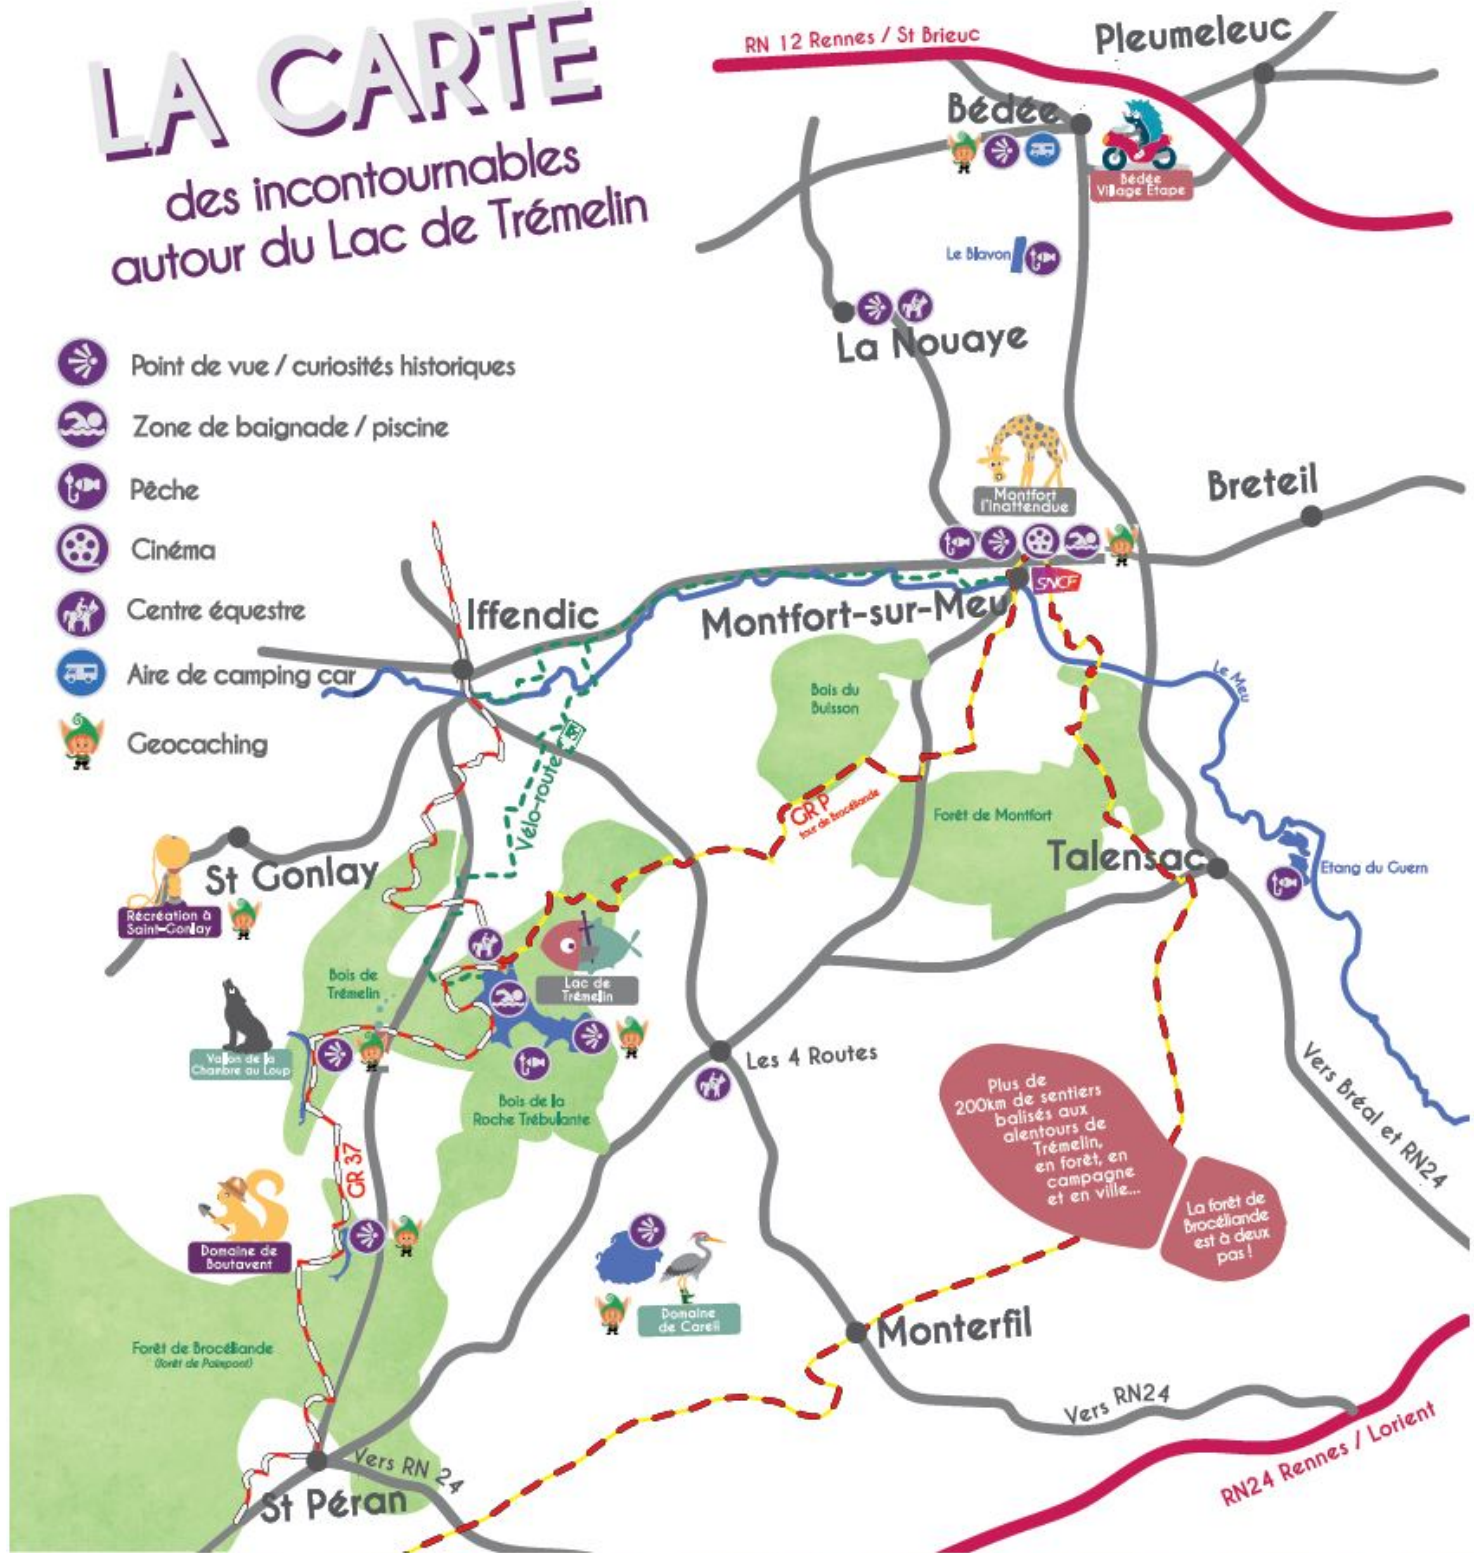 LA CARTE
des incontournables
autour du Lac de Trémelin
Point de vue / curiosités historiques
Zone de baignade / piscine
Pêche
Cinéma
Centre équestre
Aire de camping car
Geocaching
RN 12 Rennes / St Brieuc
Pleumeleuc
Bédée
Bédée
Village Étape
Le Blavon
La Nouaye
Montfort
l'inattendue
Breteil
SNCF
Iffendic
Montfort-sur-Meu
Le Meu
Bois du
Buisson
Vélo-route
GR P
tour de Brocéliande
Forêt de Montfort
Talensac
Etang du Guern
St Gonlay
Récréation à
Saint-Gonlay
Bois de
Trémelin
Lac de
Trémelin
Vallon de la
Chambre au Loup
Les 4 Routes
Bois de la
Roche Trébulante
Plus de
200km de sentiers
balisés aux
alentours de
Trémelin,
en forêt, en
campagne
et en ville...
La forêt de
Brocéliande
est à deux
pas !
Vers Bréal et RN24
GR 37
Domaine de
Boutavent
Domaine
de Careil
Forêt de Brocéliande
(forêt de Paimpont)
Monterfil
Vers RN24
RN24 Rennes / Lorient
Vers RN 24
St Péran